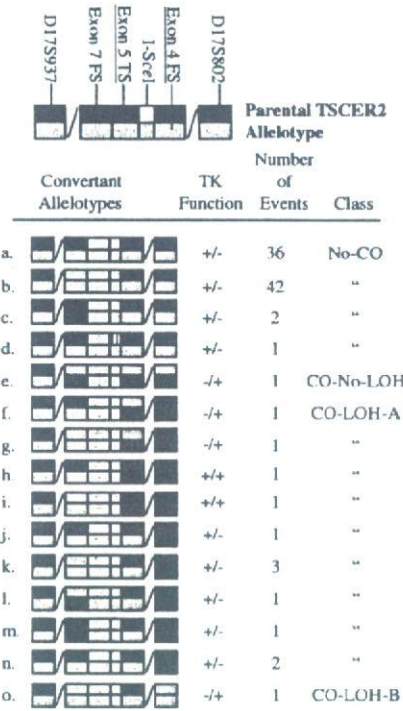 D17S937
Exon 7 FS
Exon 5 TS
I-SceI
Exon 4 FS
D17S802
Parental TSCER2
Allelotype
Convertant
Allelotypes
TK
Function
Number
of
Events
Class
a. +/- 36 No-CO
b. +/- 42 "
c. +/- 2 "
d. +/- 1 "
e. -/+ 1 CO-No-LOH
f. -/+ 1 CO-LOH-A
g. -/+ 1 "
h. +/+ 1 "
i. +/+ 1 "
j. +/- 1 "
k. +/- 3 "
l. +/- 1 "
m. +/- 1 "
n. +/- 2 "
o. -/+ 1 CO-LOH-B